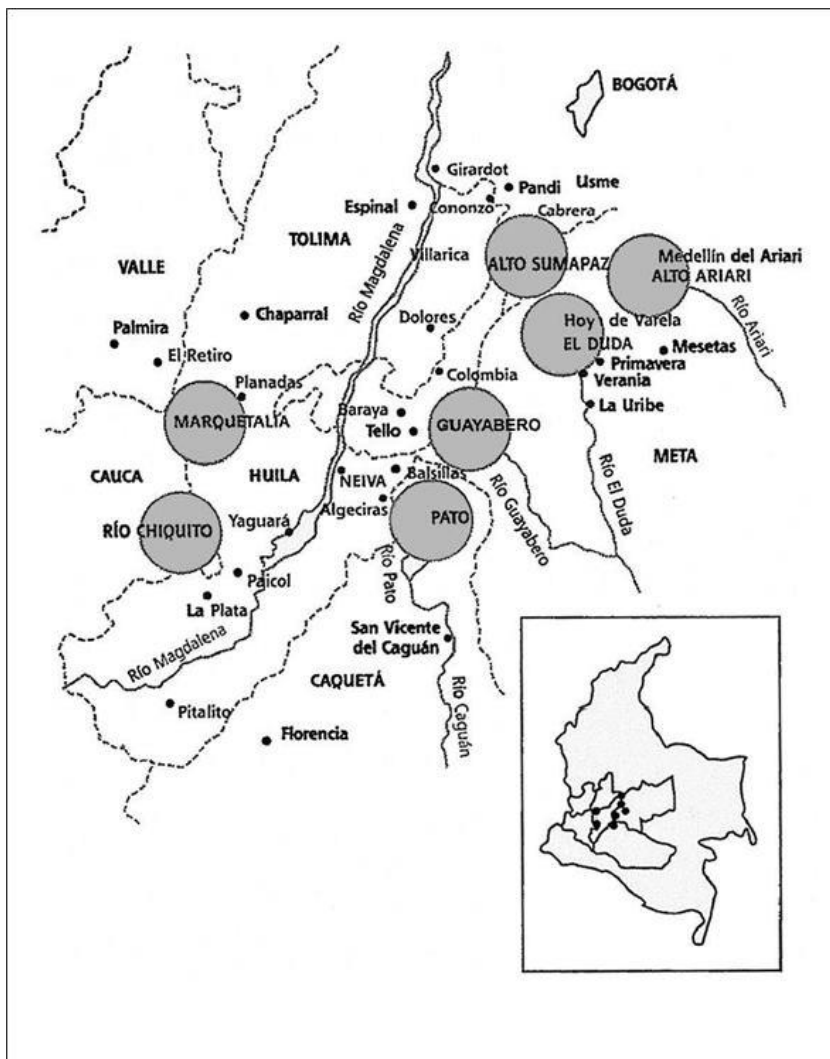 BOGOTÁ
Girardot
Pandi
Usme
Espinal
Cononzo
Cabrera
TOLIMA
Río Magdalena
Villarica
ALTO SUMAPAZ
Medellín del Ariari
ALTO ARIARI
VALLE
Río Ariari
Chaparral
Dolores
Hoy de Varela
EL DUDA
Palmira
El Retiro
Mesetas
Primavera
Verania
Colombia
Planadas
La Uribe
Baraya
MARQUETALIA
Tello
GUAYABERO
META
CAUCA
HUILA
NEIVA
Balsillas
Río Guayabero
Río El Duda
Algeciras
Yaguará
PATO
RÍO CHIQUITO
Río Pato
Paicol
La Plata
San Vicente
del Caguán
Río Magdalena
CAQUETÁ
Río Caguán
Pitalito
Florencia